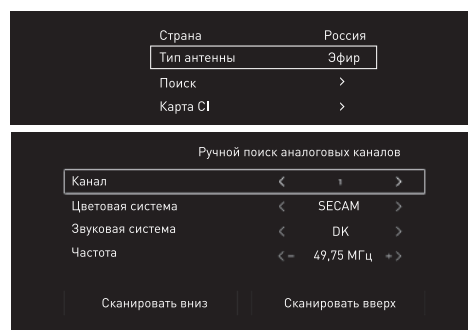 Страна Россия
Тип антенны Эфир
Поиск >
Карта CI >
Ручной поиск аналоговых каналов
Канал < 1 >
Цветовая система < SECAM >
Звуковая система < DK >
Частота < – 49,75 МГц + >
Сканировать вниз Сканировать вверх